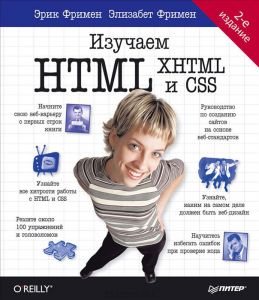 Эрик Фримен Элизабет Фримен
2-е
издание
Изучаем
HTML
XHTML
и CSS
Начните
свою веб-карьеру
с первых строк
книги
Руководство
по созданию
сайтов
на основе
веб-стандартов
Узнайте
все хитрости работы
с HTML и CSS
Узнайте,
каким на самом деле
должен быть веб-дизайн
Решите около
100 упражнений
и головоломок
Научитесь
избегать ошибок
при проверке кода
O'REILLY®
ПИТЕР®